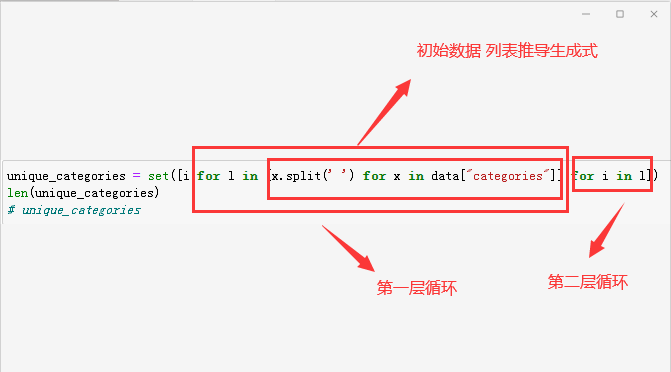 初始数据 列表推导生成式
unique_categories = set([i for l in [x.split(' ') for x in data["categories"]] for i in l])
len(unique_categories)
# unique_categories
第一层循环
第二层循环